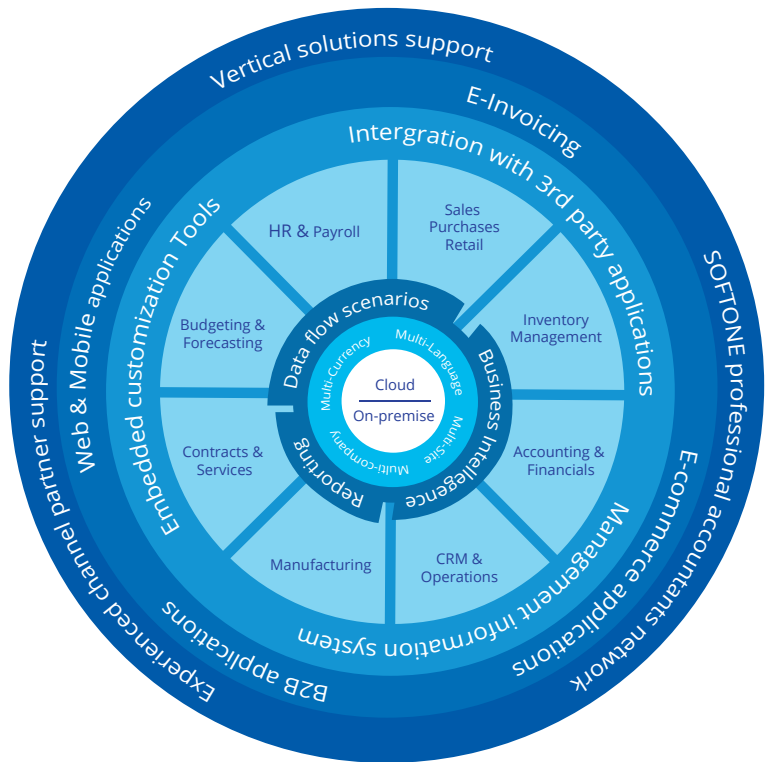 Vertical solutions support
SOFTONE professional accountants network
Experienced channel partner support
E-Invoicing
E-commerce applications
B2B applications
Web & Mobile applications
Intergration with 3rd party applications
Management information system
Embedded customization Tools
HR & Payroll
Sales
Purchases
Retail
Inventory
Management
Accounting &
Financials
CRM &
Operations
Manufacturing
Contracts &
Services
Budgeting &
Forecasting
Data flow scenarios
Business Intellegence
Reporting
Multi-Currency
Multi-Language
Multi-Site
Multi-company
Cloud
On-premise